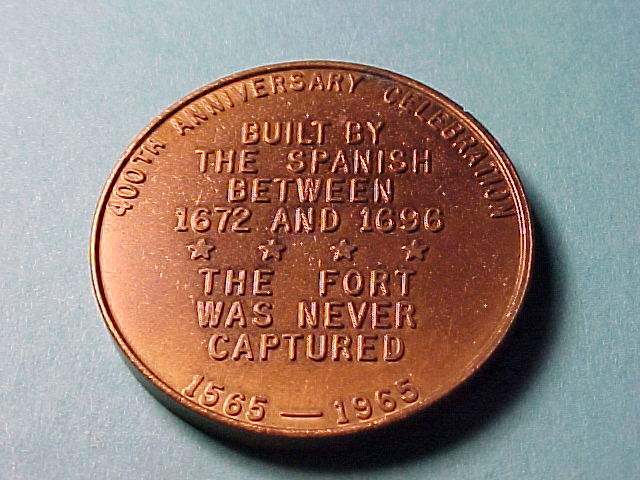 400TH ANNIVERSARY CELEBRATION
BUILT BY
THE SPANISH
BETWEEN
1672 AND 1696
THE FORT
WAS NEVER
CAPTURED
1565 — 1965